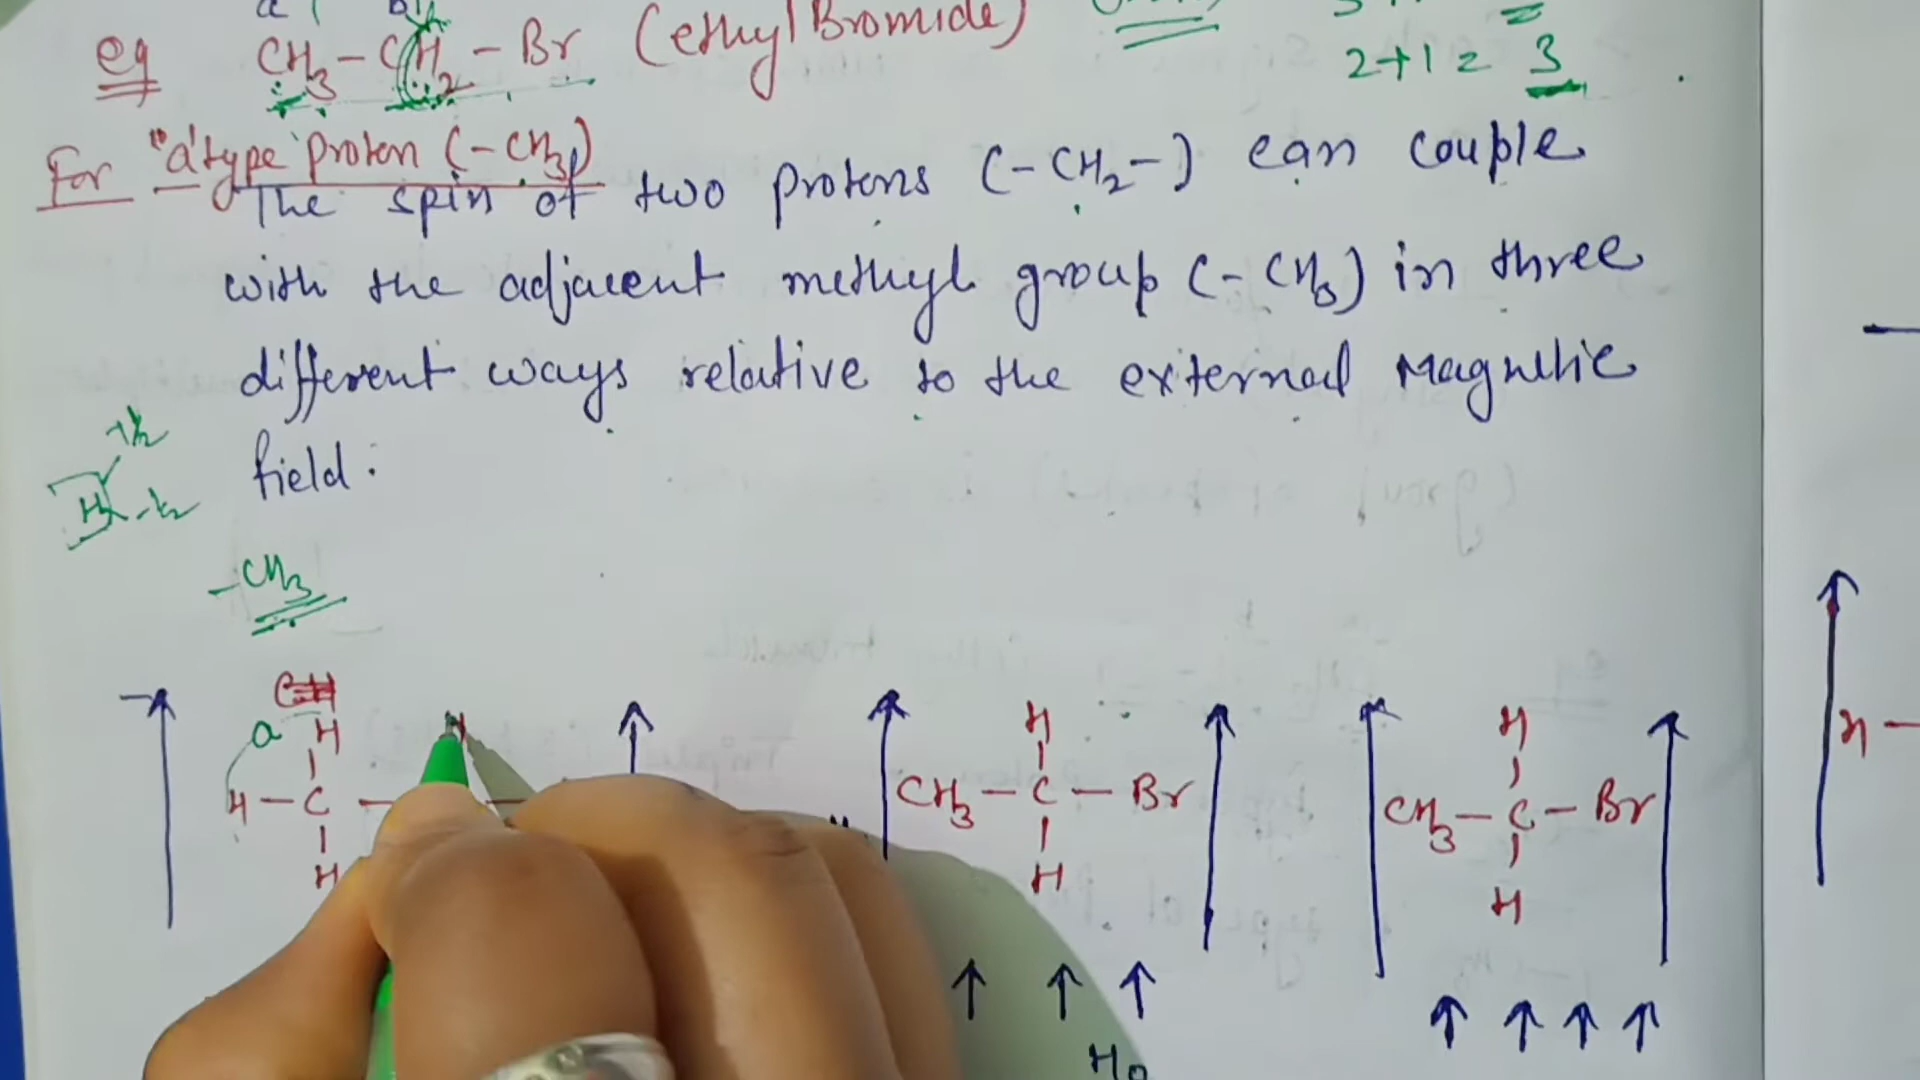 eg CH3 - CH2 - Br (ethyl Bromide)
2+1 = 3
For "a" type proton (-CH3)
The spin of two protons (-CH2-) can couple
with the adjacent methyl group (-CH3) in three
different ways relative to the external Magnetic
field:
H -1/2
-CH3
a H H H H
H - C CH3 - C - Br CH3 - C - Br H -
H H H
H0